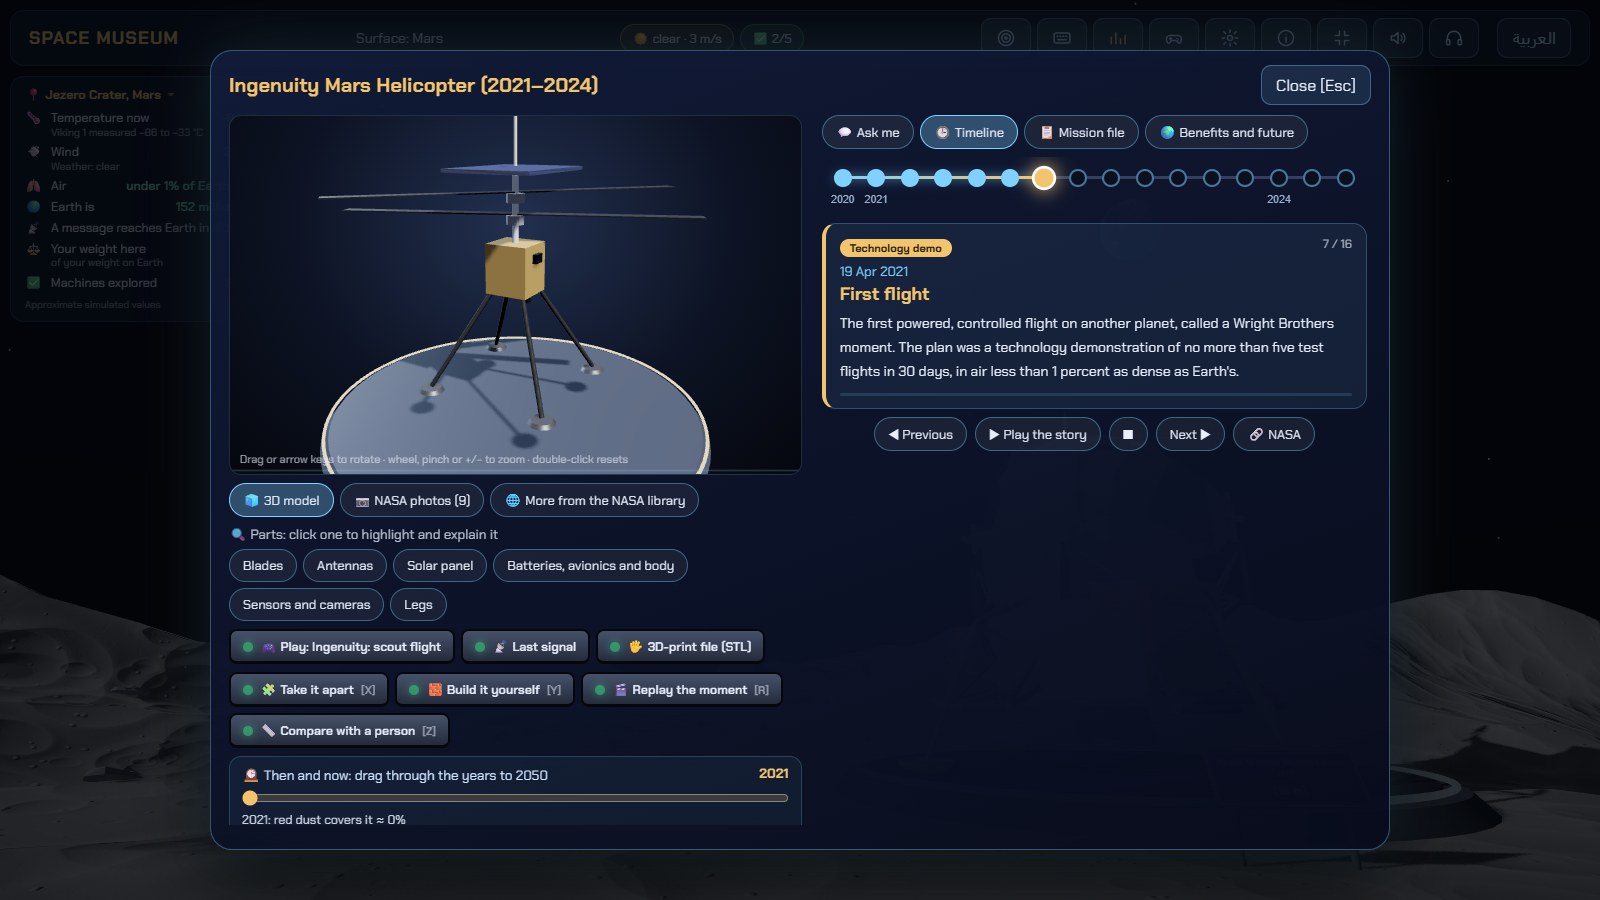 SPACE MUSEUM
Surface: Mars
clear · 3 m/s
2/5
العربية
Jezero Crater, Mars
Temperature now
Viking 1 measured −86 to −33 °C
Wind
Weather: clear
Air
under 1% of Ea
Earth is
152 m
A message reaches Earth in
Your weight here
of your weight on Earth
Machines explored
Approximate simulated values
Ingenuity Mars Helicopter (2021–2024)
Close [Esc]
Drag or arrow keys to rotate · wheel, pinch or +/− to zoom · double-click resets
3D model
NASA photos (9)
More from the NASA library
Parts: click one to highlight and explain it
Blades
Antennas
Solar panel
Batteries, avionics and body
Sensors and cameras
Legs
Play: Ingenuity: scout flight
Last signal
3D-print file (STL)
Take it apart [X]
Build it yourself [Y]
Replay the moment [R]
Compare with a person [Z]
Then and now: drag through the years to 2050
2021
2021: red dust covers it ≈ 0%
Ask me
Timeline
Mission file
Benefits and future
2020
2021
2024
Technology demo
7 / 16
19 Apr 2021
First flight
The first powered, controlled flight on another planet, called a Wright Brothers
moment. The plan was a technology demonstration of no more than five test
flights in 30 days, in air less than 1 percent as dense as Earth's.
◀ Previous
▶ Play the story
Next ▶
NASA